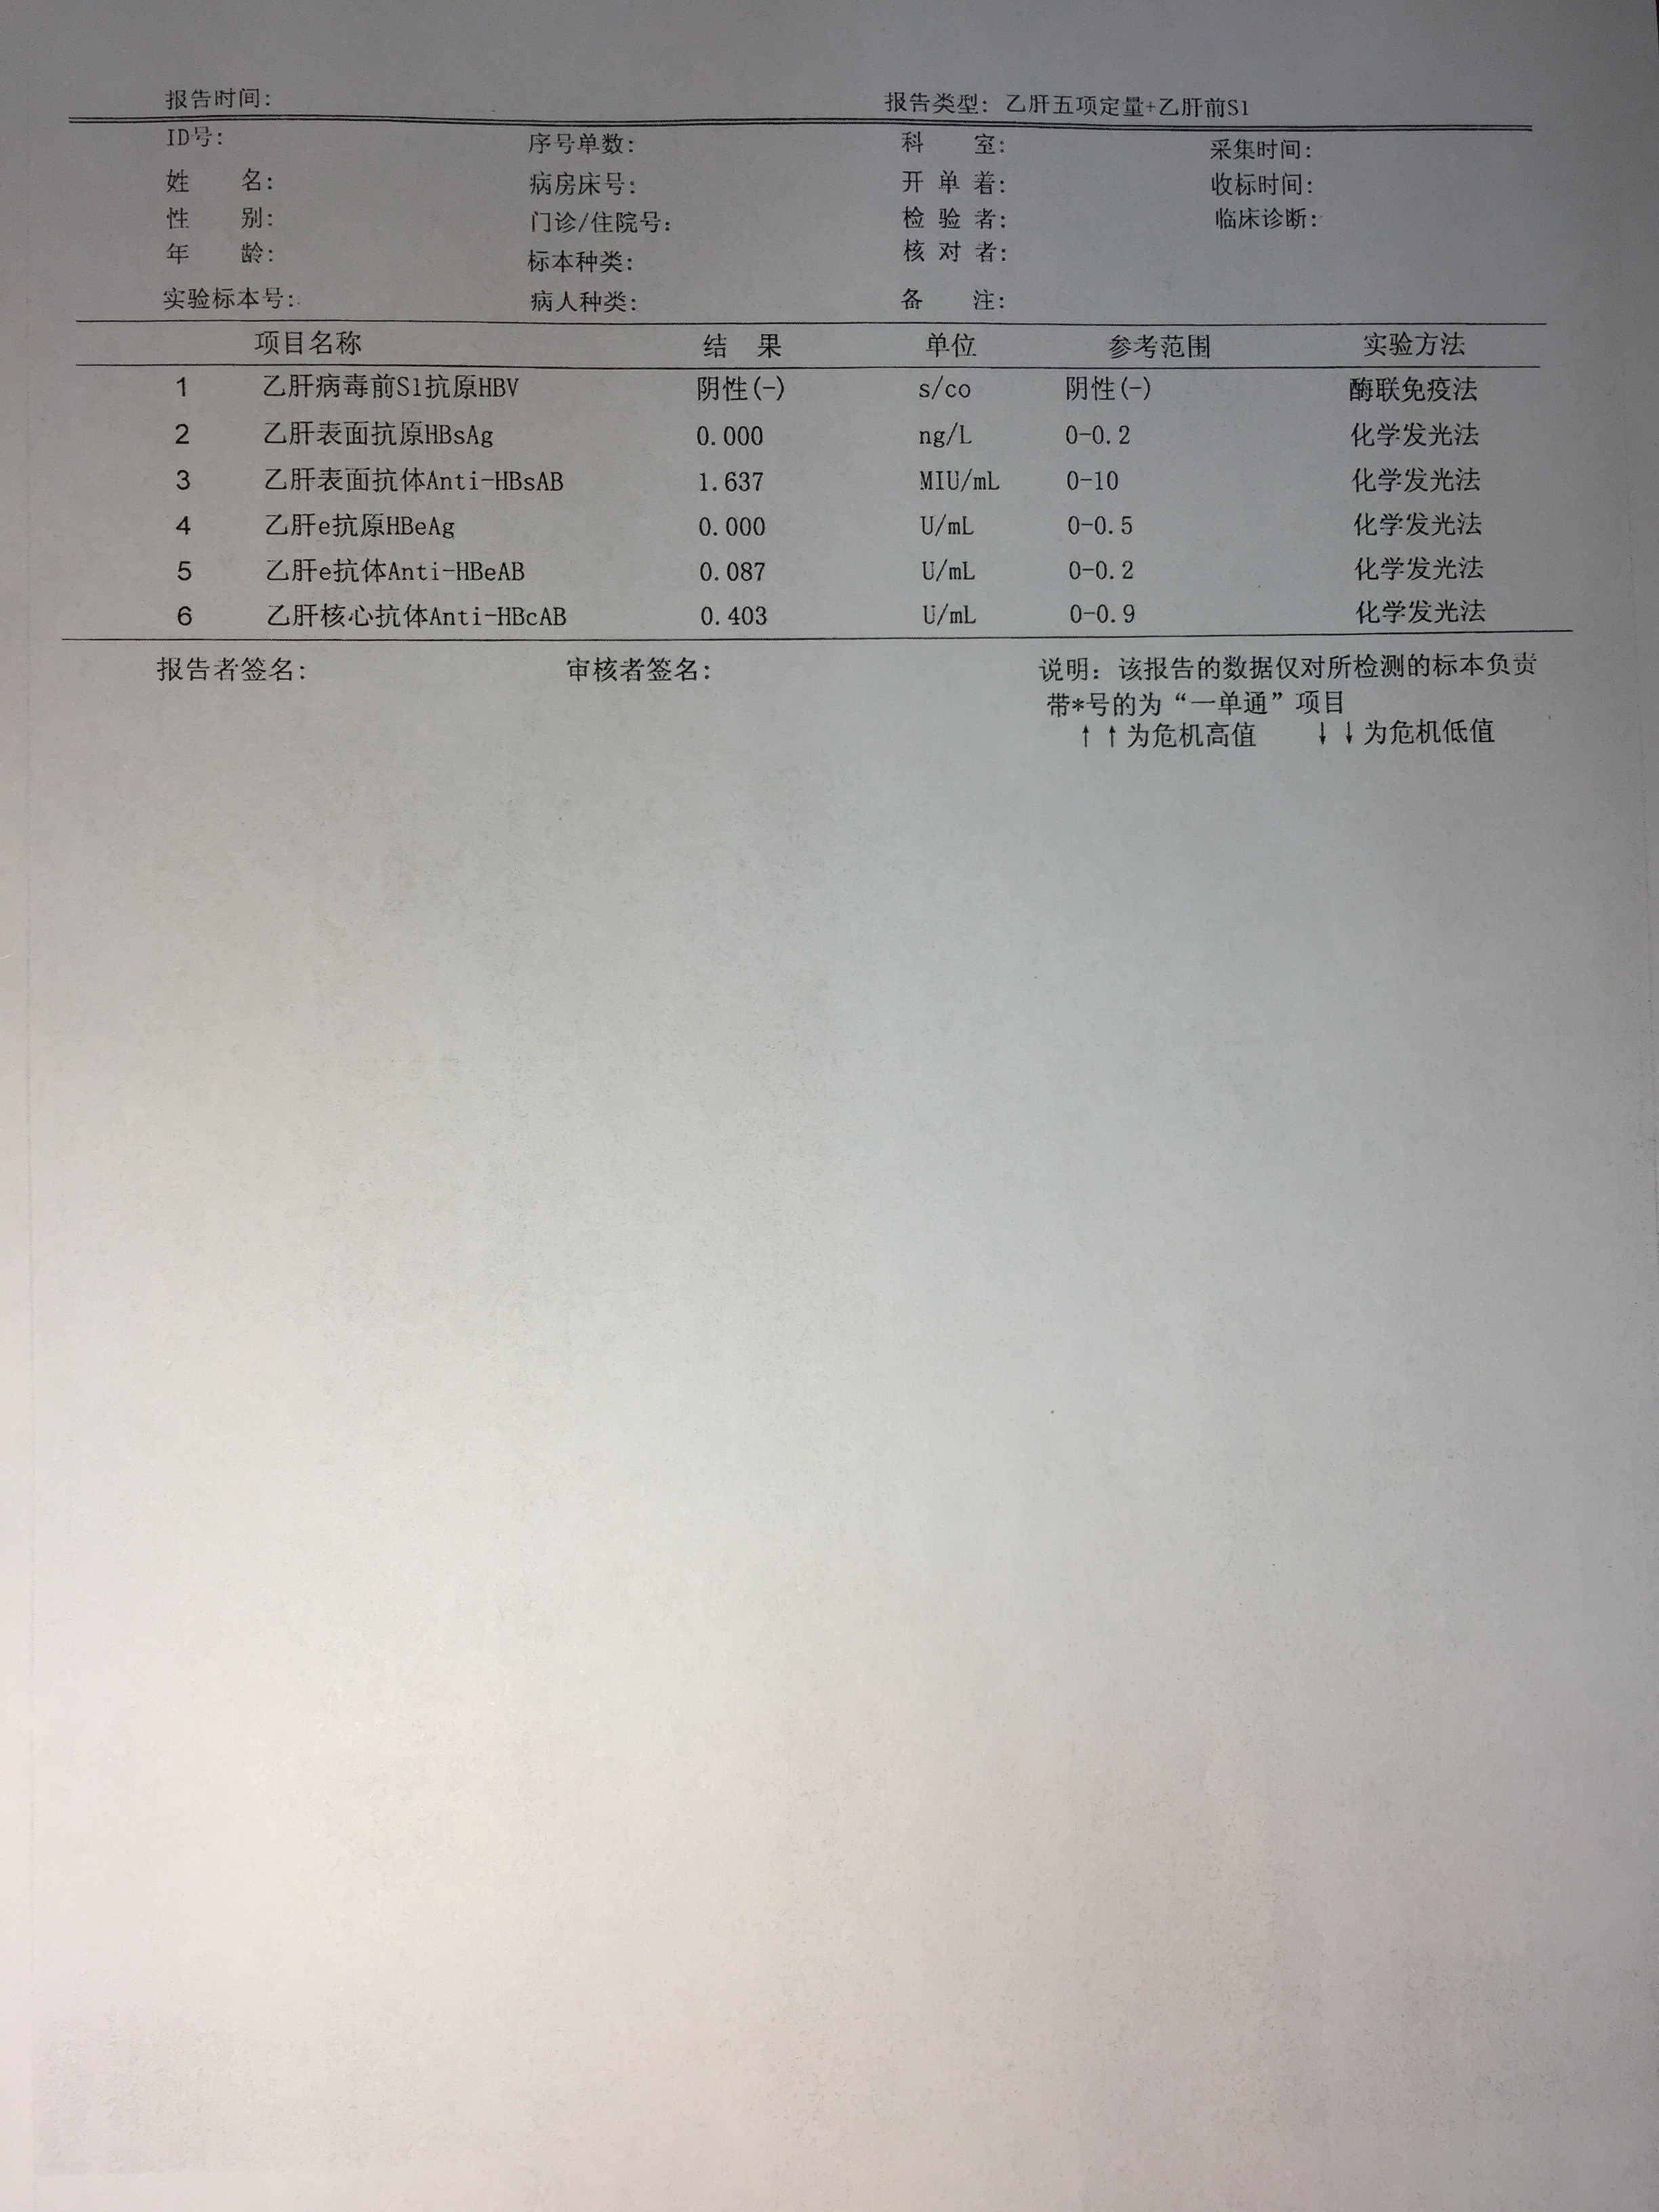 报告时间: 报告类型: 乙肝五项定量+乙肝前S1
ID号: 序号单数: 科 室: 采集时间:
姓 名: 病房床号: 开 单 着: 收标时间:
性 别: 门诊/住院号: 检 验 者: 临床诊断:
年 龄: 标本种类: 核 对 者:
实验标本号: 病人种类: 备 注:
项目名称 结 果 单位 参考范围 实验方法
1 乙肝病毒前S1抗原HBV 阴性(-) s/co 阴性(-) 酶联免疫法
2 乙肝表面抗原HBsAg 0.000 ng/L 0-0.2 化学发光法
3 乙肝表面抗体Anti-HBsAB 1.637 MIU/mL 0-10 化学发光法
4 乙肝e抗原HBeAg 0.000 U/mL 0-0.5 化学发光法
5 乙肝e抗体Anti-HBeAB 0.087 U/mL 0-0.2 化学发光法
6 乙肝核心抗体Anti-HBcAB 0.403 U/mL 0-0.9 化学发光法
报告者签名: 审核者签名: 说明: 该报告的数据仅对所检测的标本负责
带*号的为“一单通”项目
↑↑为危机高值 ↓↓为危机低值